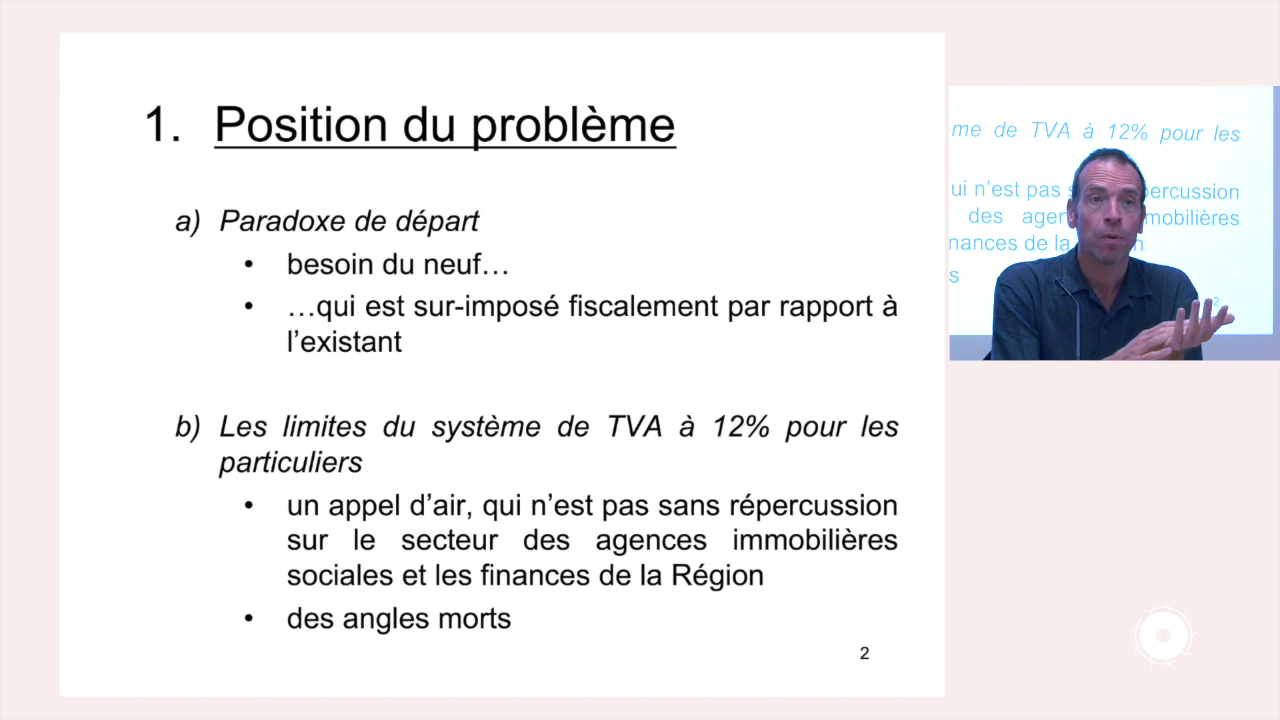 1. Position du problème
a) Paradoxe de départ
• besoin du neuf…
• …qui est sur-imposé fiscalement par rapport à
l’existant
b) Les limites du système de TVA à 12% pour les
particuliers
• un appel d’air, qui n’est pas sans répercussion
sur le secteur des agences immobilières
sociales et les finances de la Région
• des angles morts
2
me de TVA à 12% pour les
ui n’est pas ercussion
des agen mobilières
nances de la n
s
2